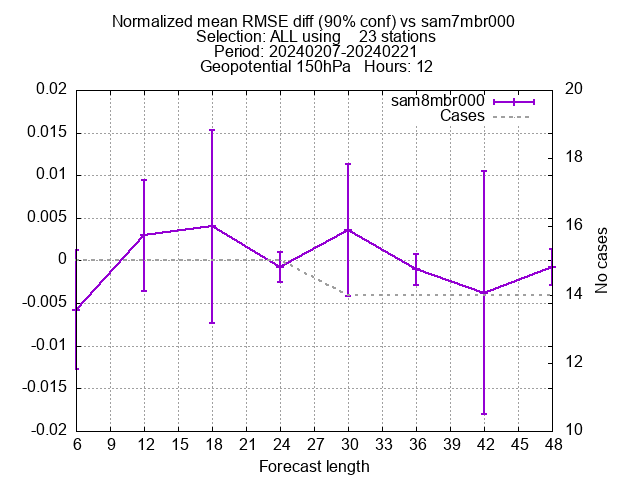 Normalized mean RMSE diff (90% conf) vs sam7mbr000
Selection: ALL using    23 stations
Period: 20240207-20240221
Geopotential 150hPa   Hours: 12
sam8mbr000
Cases
0.02
0.015
0.01
0.005
0
-0.005
-0.01
-0.015
-0.02
20
18
16
14
12
10
No cases
6 9 12 15 18 21 24 27 30 33 36 39 42 45 48
Forecast length